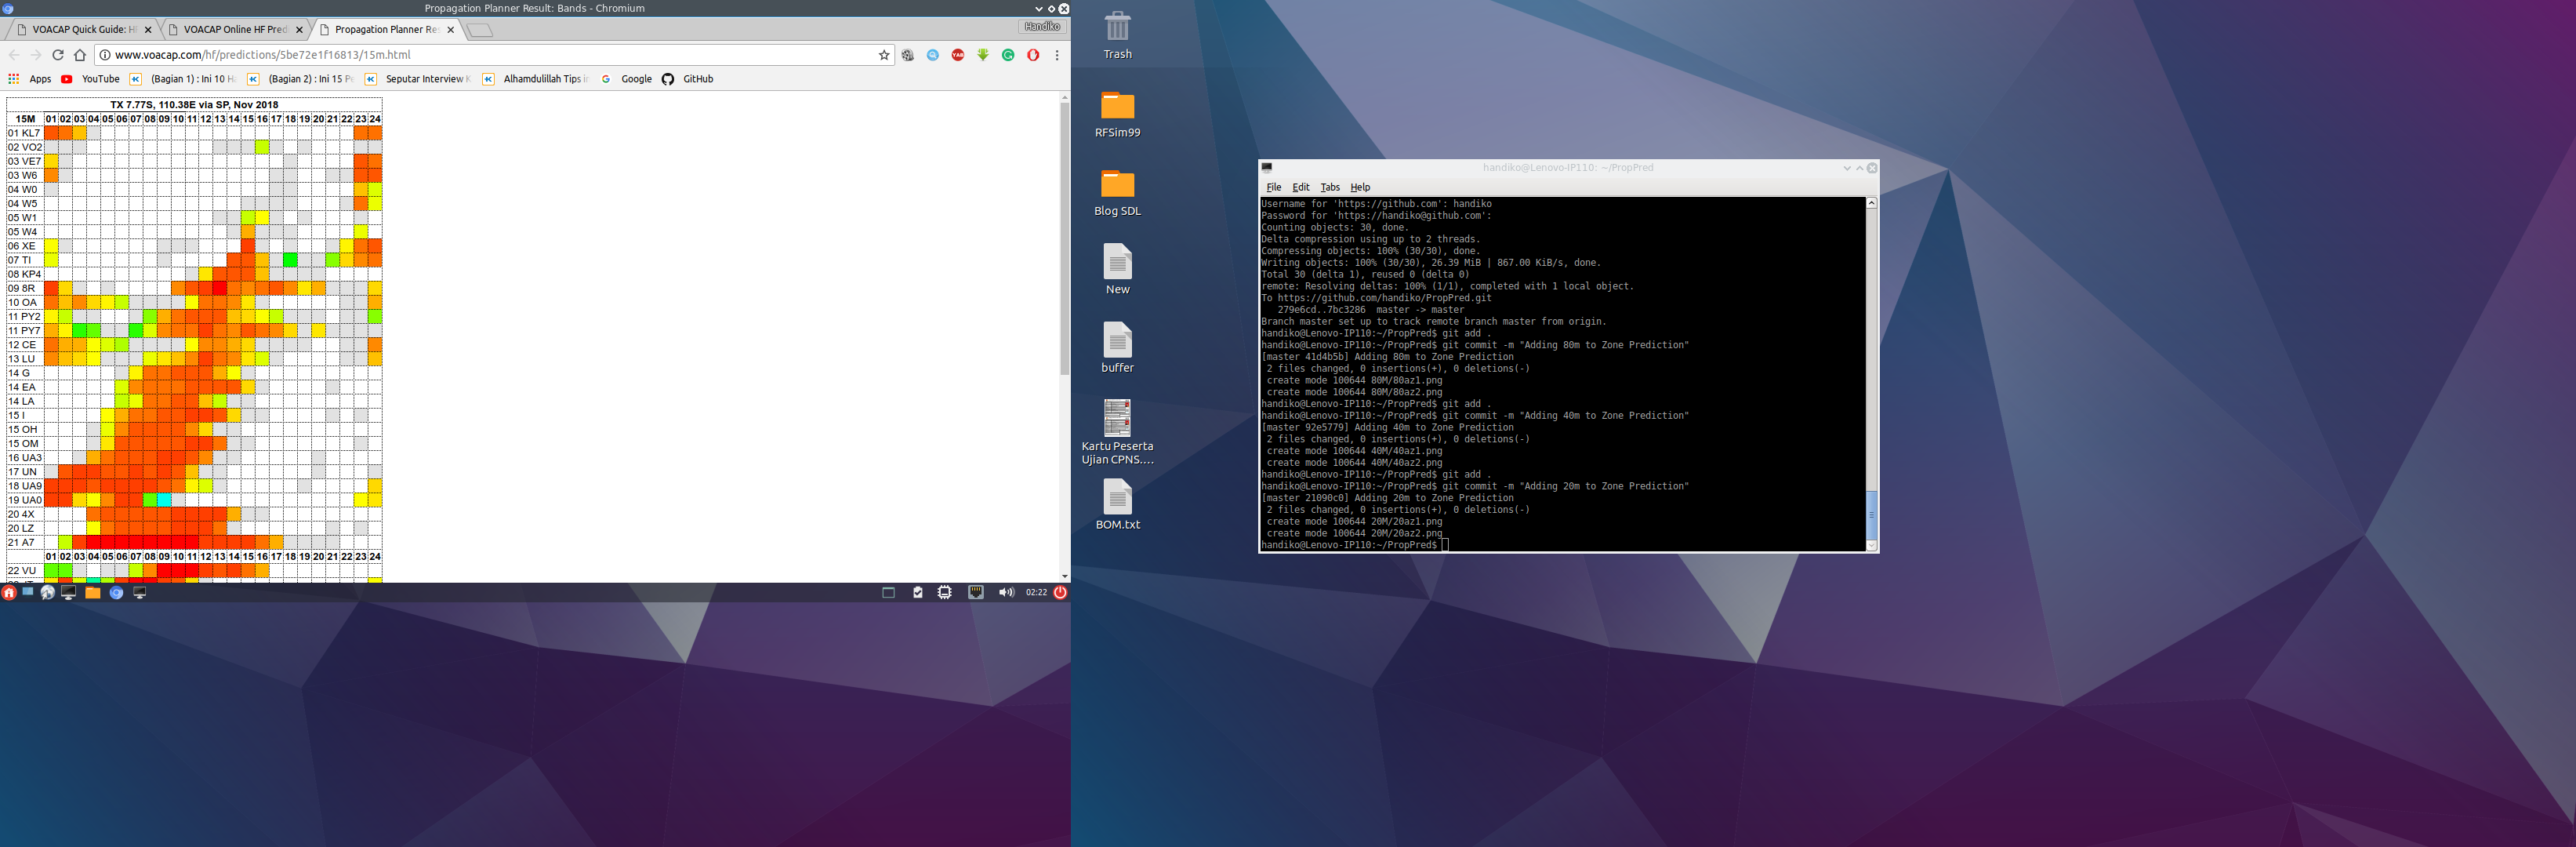 Propagation Planner Result: Bands - Chromium
VOACAP Quick Guide: H
VOACAP Online HF Pred
Propagation Planner Re
Handiko
www.voacap.com/hf/predictions/5be72e1f16813/15m.html
Apps
YouTube
(Bagian 1) : Ini 10 H
(Bagian 2) : Ini 15 P
Seputar Interview K
Alhamdulillah Tips i
Google
GitHub
TX 7.77S, 110.38E via SP, Nov 2018
15M 01 02 03 04 05 06 07 08 09 10 11 12 13 14 15 16 17 18 19 20 21 22 23 24
01 KL7
02 VO2
03 VE7
03 W6
04 W0
04 W5
05 W1
05 W4
06 XE
07 TI
08 KP4
09 8R
10 OA
11 PY2
11 PY7
12 CE
13 LU
14 G
14 EA
14 LA
15 I
15 OH
15 OM
16 UA3
17 UN
18 UA9
19 UA0
20 4X
20 LZ
21 A7
01 02 03 04 05 06 07 08 09 10 11 12 13 14 15 16 17 18 19 20 21 22 23 24
22 VU
02:22
Trash
RFSim99
Blog SDL
New
buffer
Kartu Peserta
Ujian CPNS....
BOM.txt
handiko@Lenovo-IP110: ~/PropPred
File Edit Tabs Help
Username for 'https://github.com': handiko
Password for 'https://handiko@github.com':
Counting objects: 30, done.
Delta compression using up to 2 threads.
Compressing objects: 100% (30/30), done.
Writing objects: 100% (30/30), 26.39 MiB | 867.00 KiB/s, done.
Total 30 (delta 1), reused 0 (delta 0)
remote: Resolving deltas: 100% (1/1), completed with 1 local object.
To https://github.com/handiko/PropPred.git
279e6cd..7bc3286 master -> master
Branch master set up to track remote branch master from origin.
handiko@Lenovo-IP110:~/PropPred$ git add .
handiko@Lenovo-IP110:~/PropPred$ git commit -m "Adding 80m to Zone Prediction"
[master 41d4b5b] Adding 80m to Zone Prediction
2 files changed, 0 insertions(+), 0 deletions(-)
create mode 100644 80M/80az1.png
create mode 100644 80M/80az2.png
handiko@Lenovo-IP110:~/PropPred$ git add .
handiko@Lenovo-IP110:~/PropPred$ git commit -m "Adding 40m to Zone Prediction"
[master 92e5779] Adding 40m to Zone Prediction
2 files changed, 0 insertions(+), 0 deletions(-)
create mode 100644 40M/40az1.png
create mode 100644 40M/40az2.png
handiko@Lenovo-IP110:~/PropPred$ git add .
handiko@Lenovo-IP110:~/PropPred$ git commit -m "Adding 20m to Zone Prediction"
[master 21090c0] Adding 20m to Zone Prediction
2 files changed, 0 insertions(+), 0 deletions(-)
create mode 100644 20M/20az1.png
create mode 100644 20M/20az2.png
handiko@Lenovo-IP110:~/PropPred$